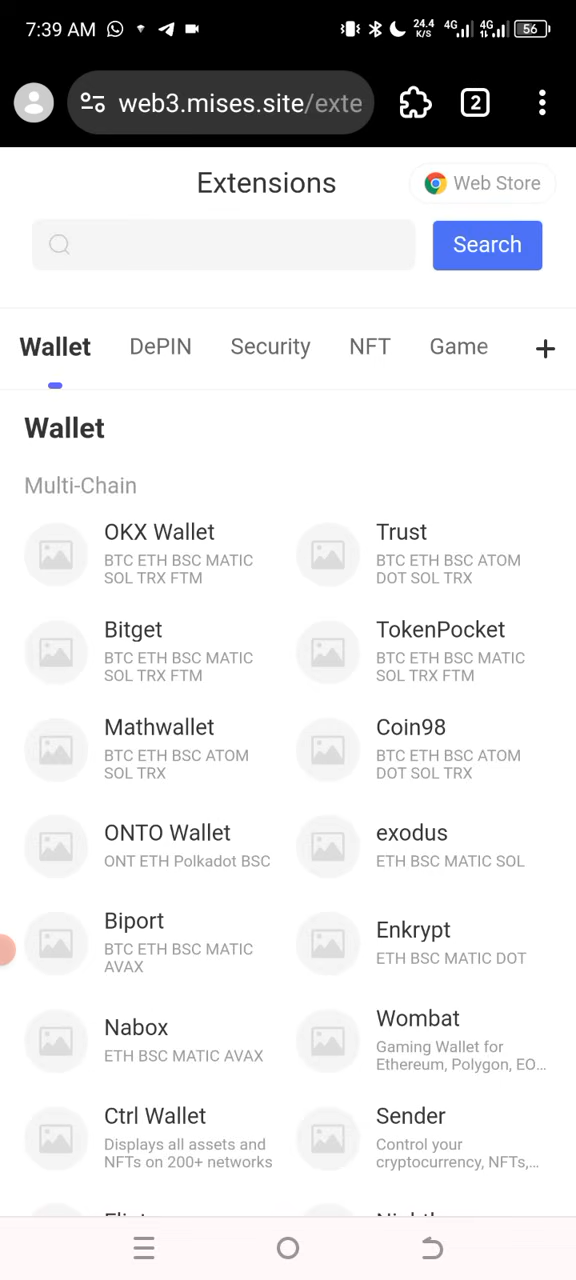 7:39 AM
24.4 K/S 4G 4G 56
web3.mises.site/exte
2
Extensions
Web Store
Search
Wallet DePIN Security NFT Game +
Wallet
Multi-Chain
OKX Wallet
BTC ETH BSC MATIC
SOL TRX FTM
Trust
BTC ETH BSC ATOM
DOT SOL TRX
Bitget
BTC ETH BSC MATIC
SOL TRX FTM
TokenPocket
BTC ETH BSC MATIC
SOL TRX FTM
Mathwallet
BTC ETH BSC ATOM
SOL TRX
Coin98
BTC ETH BSC ATOM
DOT SOL TRX
ONTO Wallet
ONT ETH Polkadot BSC
exodus
ETH BSC MATIC SOL
Biport
BTC ETH BSC MATIC
AVAX
Enkrypt
ETH BSC MATIC DOT
Nabox
ETH BSC MATIC AVAX
Wombat
Gaming Wallet for
Ethereum, Polygon, EO...
Ctrl Wallet
Displays all assets and
NFTs on 200+ networks
Sender
Control your
cryptocurrency, NFTs,...